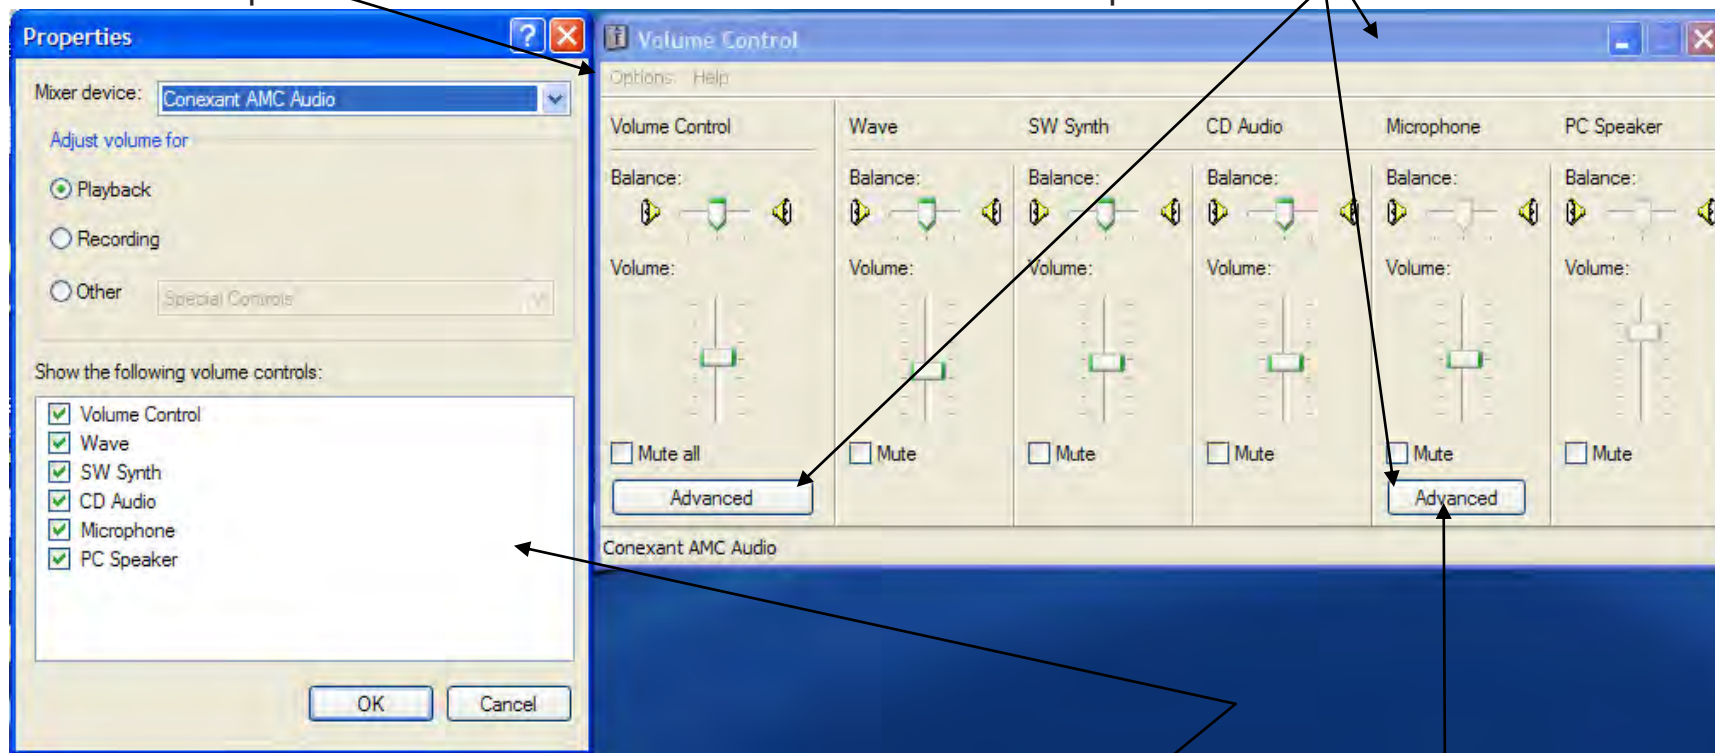 Properties
Mixer device: Conexant AMC Audio
Adjust volume for
Playback
Recording
Other Special Controls
Show the following volume controls:
Volume Control
Wave
SW Synth
CD Audio
Microphone
PC Speaker
OK Cancel
Volume Control
Options Help
Volume Control Wave SW Synth CD Audio Microphone PC Speaker
Balance: Balance: Balance: Balance: Balance: Balance:
Volume: Volume: Volume: Volume: Volume: Volume:
Mute all Mute Mute Mute Mute Mute
Advanced Advanced
Conexant AMC Audio